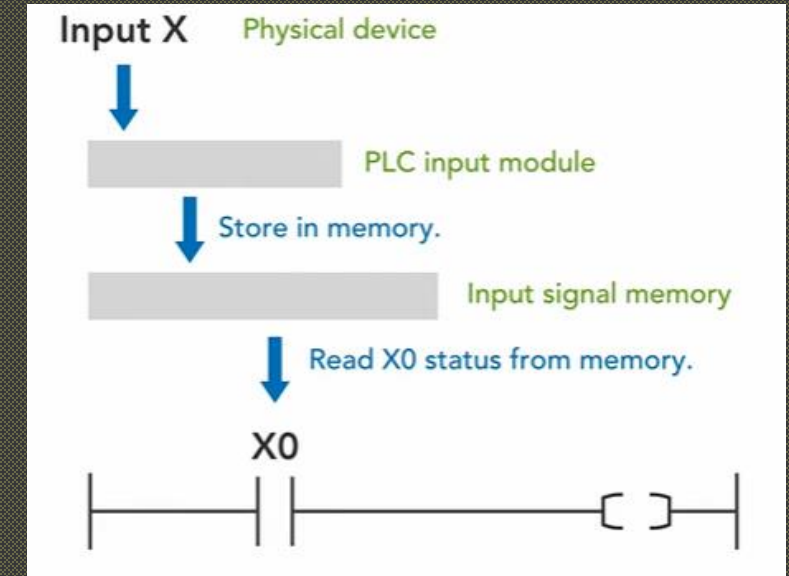 Input X Physical device
PLC input module
Store in memory.
Input signal memory
Read X0 status from memory.
X0